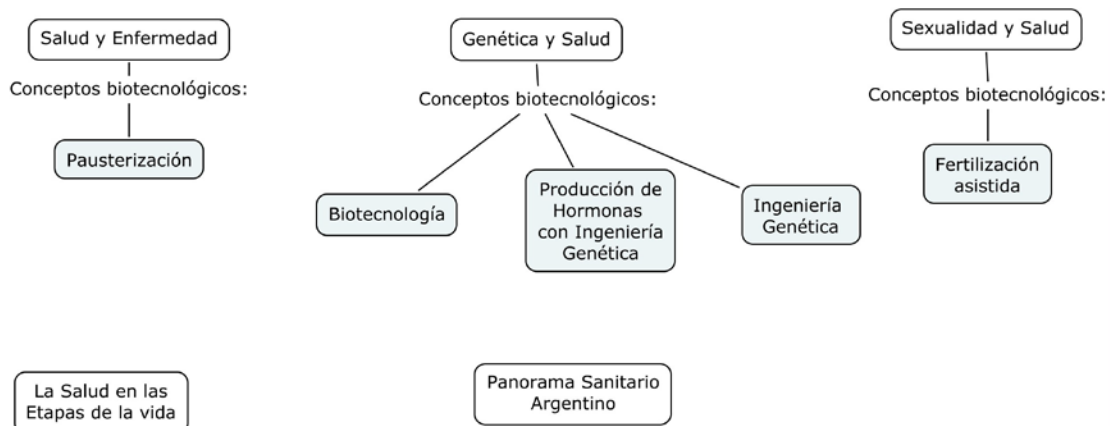 Salud y Enfermedad
Conceptos biotecnológicos:
Pausterización
Genética y Salud
Conceptos biotecnológicos:
Biotecnología
Producción de
Hormonas
con Ingeniería
Genética
Ingeniería
Genética
Sexualidad y Salud
Conceptos biotecnológicos:
Fertilización
asistida
La Salud en las
Etapas de la vida
Panorama Sanitario
Argentino